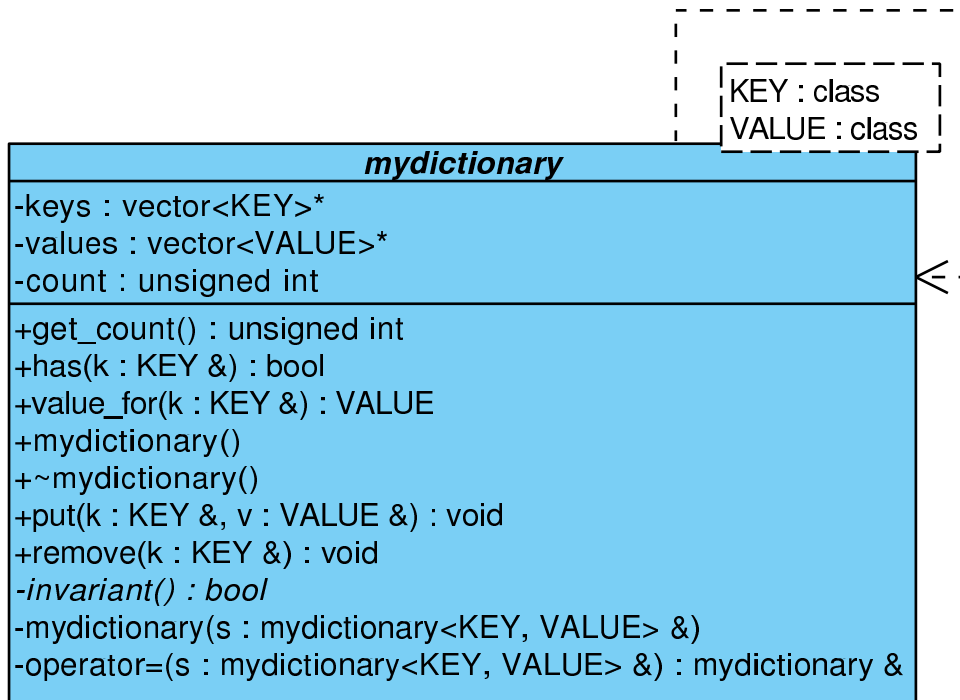 KEY : class
VALUE : class
mydictionary
-keys : vector<KEY>*
-values : vector<VALUE>*
-count : unsigned int
+get_count() : unsigned int
+has(k : KEY &) : bool
+value_for(k : KEY &) : VALUE
+mydictionary()
+~mydictionary()
+put(k : KEY &, v : VALUE &) : void
+remove(k : KEY &) : void
-invariant() : bool
-mydictionary(s : mydictionary<KEY, VALUE> &)
-operator=(s : mydictionary<KEY, VALUE> &) : mydictionary &